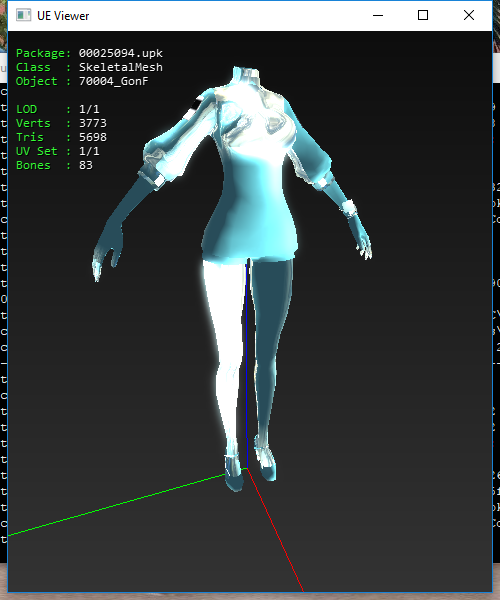 UE Viewer
Package: 00025094.upk
Class : SkeletalMesh
Object : 70004_GonF
LOD : 1/1
Verts : 3773
Tris : 5698
UV Set : 1/1
Bones : 83